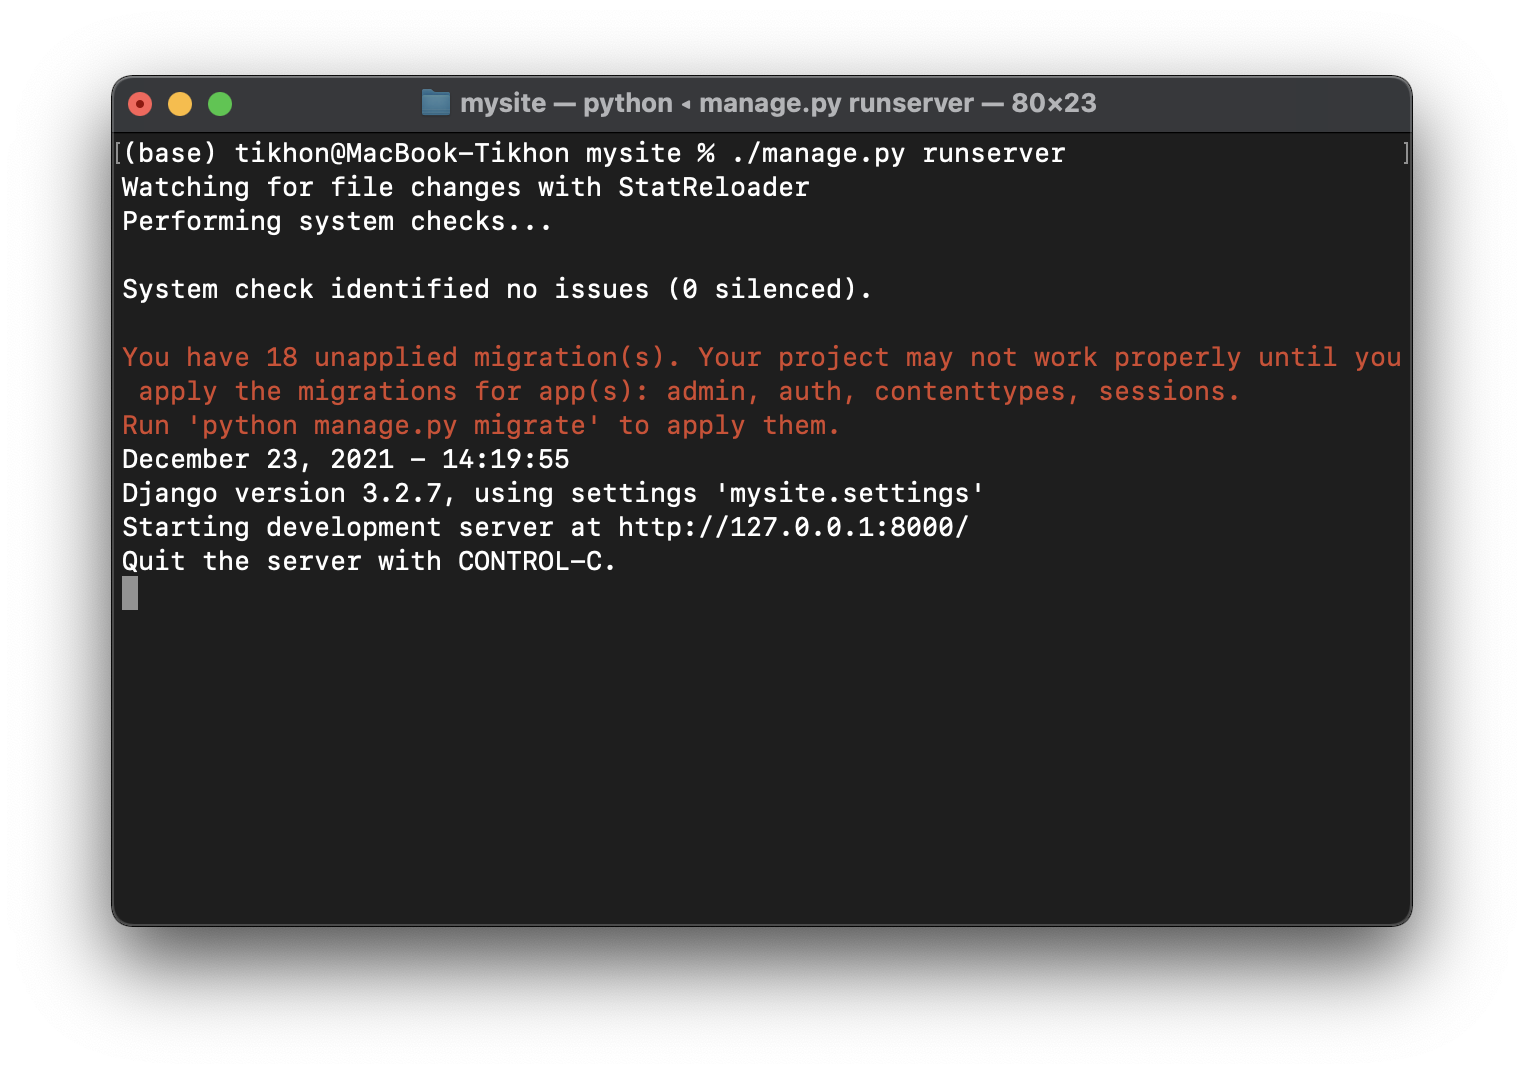 mysite — python ◂ manage.py runserver — 80×23
[(base) tikhon@MacBook-Tikhon mysite % ./manage.py runserver ]
Watching for file changes with StatReloader
Performing system checks...
System check identified no issues (0 silenced).
You have 18 unapplied migration(s). Your project may not work properly until you
apply the migrations for app(s): admin, auth, contenttypes, sessions.
Run 'python manage.py migrate' to apply them.
December 23, 2021 - 14:19:55
Django version 3.2.7, using settings 'mysite.settings'
Starting development server at http://127.0.0.1:8000/
Quit the server with CONTROL-C.